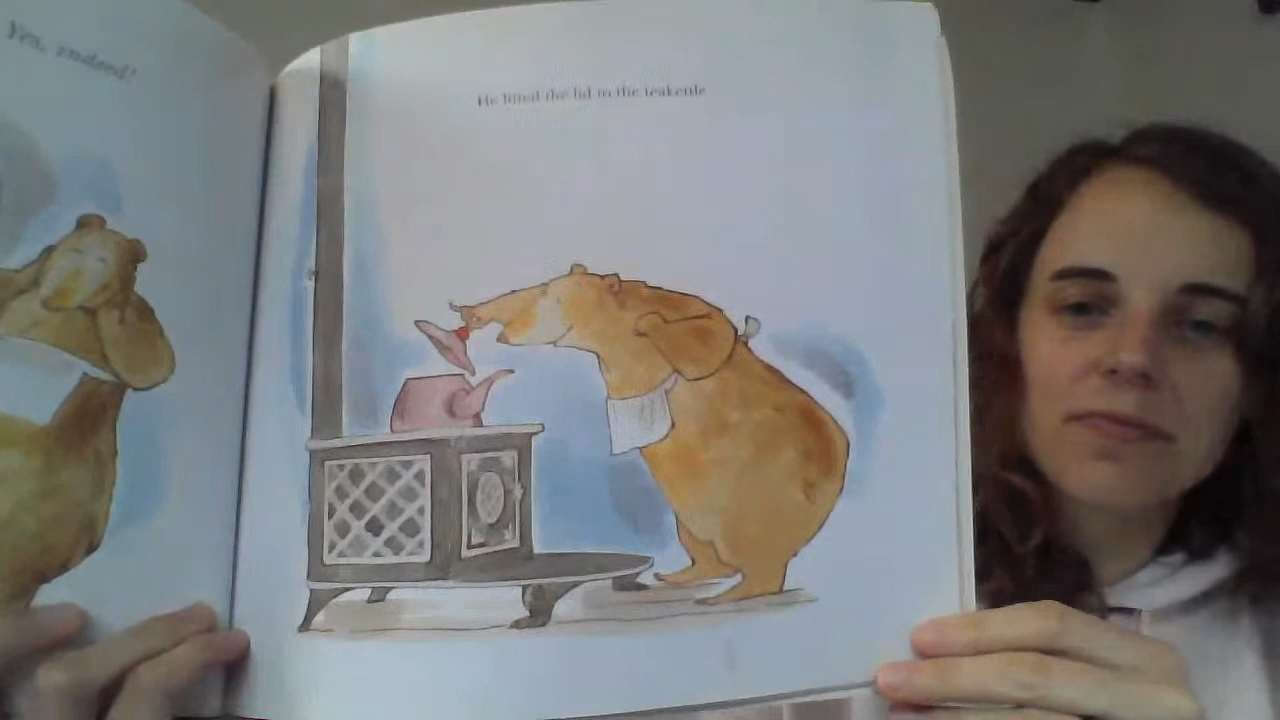 Yes, indeed!
He lifted the lid to the teakettle